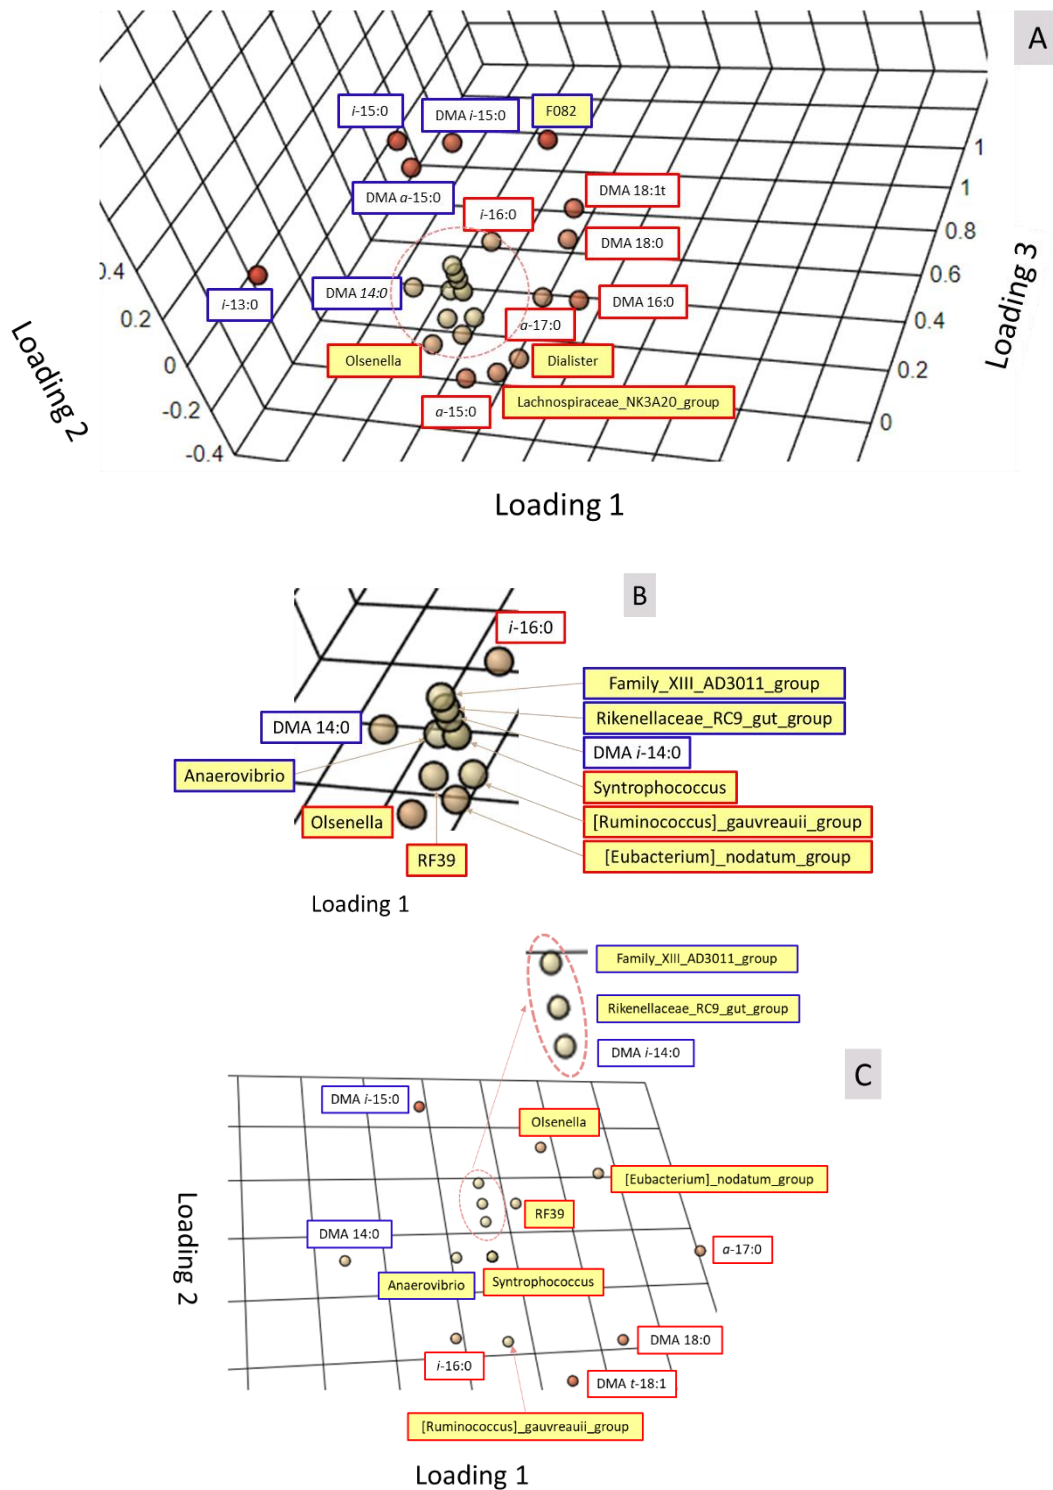 A
i-15:0
DMA i-15:0
F082
1
DMA 18:1t
DMA a-15:0
1
i-16:0
0.8
DMA 18:0
0.6
0.4
i-13:0
DMA 14:0
DMA 16:0
0.2
0.4
a-17:0
Loading 3
Loading 2
0
Olsenella
Dialister
0.2
-0.2
a-15:0
Lachnospiraceae_NK3A20_group
0
-0.4
Loading 1
B
i-16:0
Family_XIII_AD3011_group
Rikenellaceae_RC9_gut_group
DMA 14:0
DMA i-14:0
Anaerovibrio
Syntrophococcus
Olsenella
[Ruminococcus]_gauvreauii_group
RF39
[Eubacterium]_nodatum_group
Loading 1
Family_XIII_AD3011_group
Rikenellaceae_RC9_gut_group
DMA i-14:0
C
DMA i-15:0
Olsenella
[Eubacterium]_nodatum_group
RF39
Loading 2
DMA 14:0
a-17:0
Anaerovibrio
Syntrophococcus
DMA 18:0
i-16:0
DMA t-18:1
[Ruminococcus]_gauvreauii_group
Loading 1